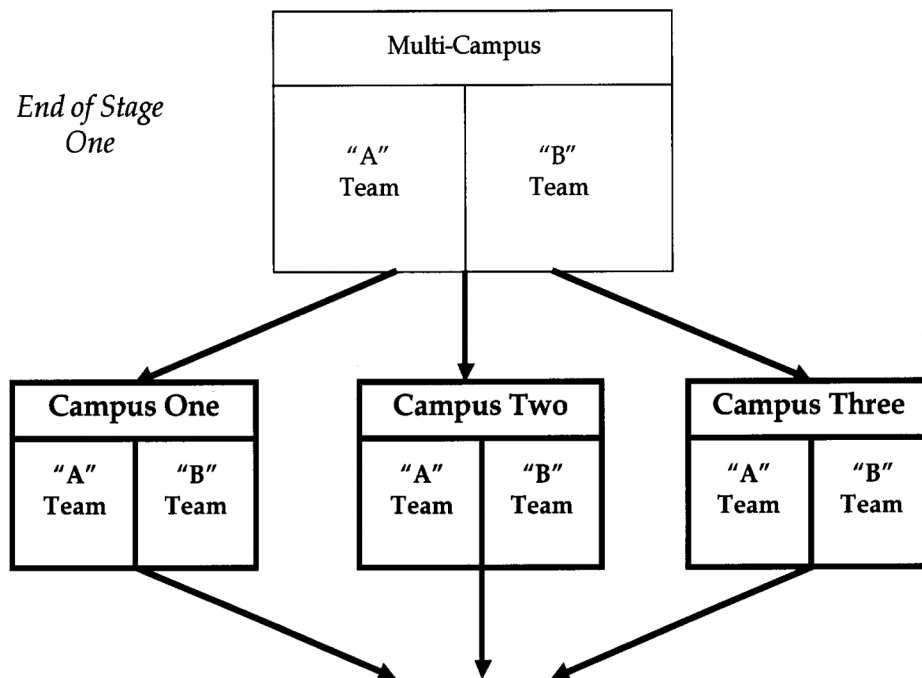 Multi-Campus
End of Stage
One
“A”
Team
“B”
Team
Campus One
“A”
Team
“B”
Team
Campus Two
“A”
Team
“B”
Team
Campus Three
“A”
Team
“B”
Team